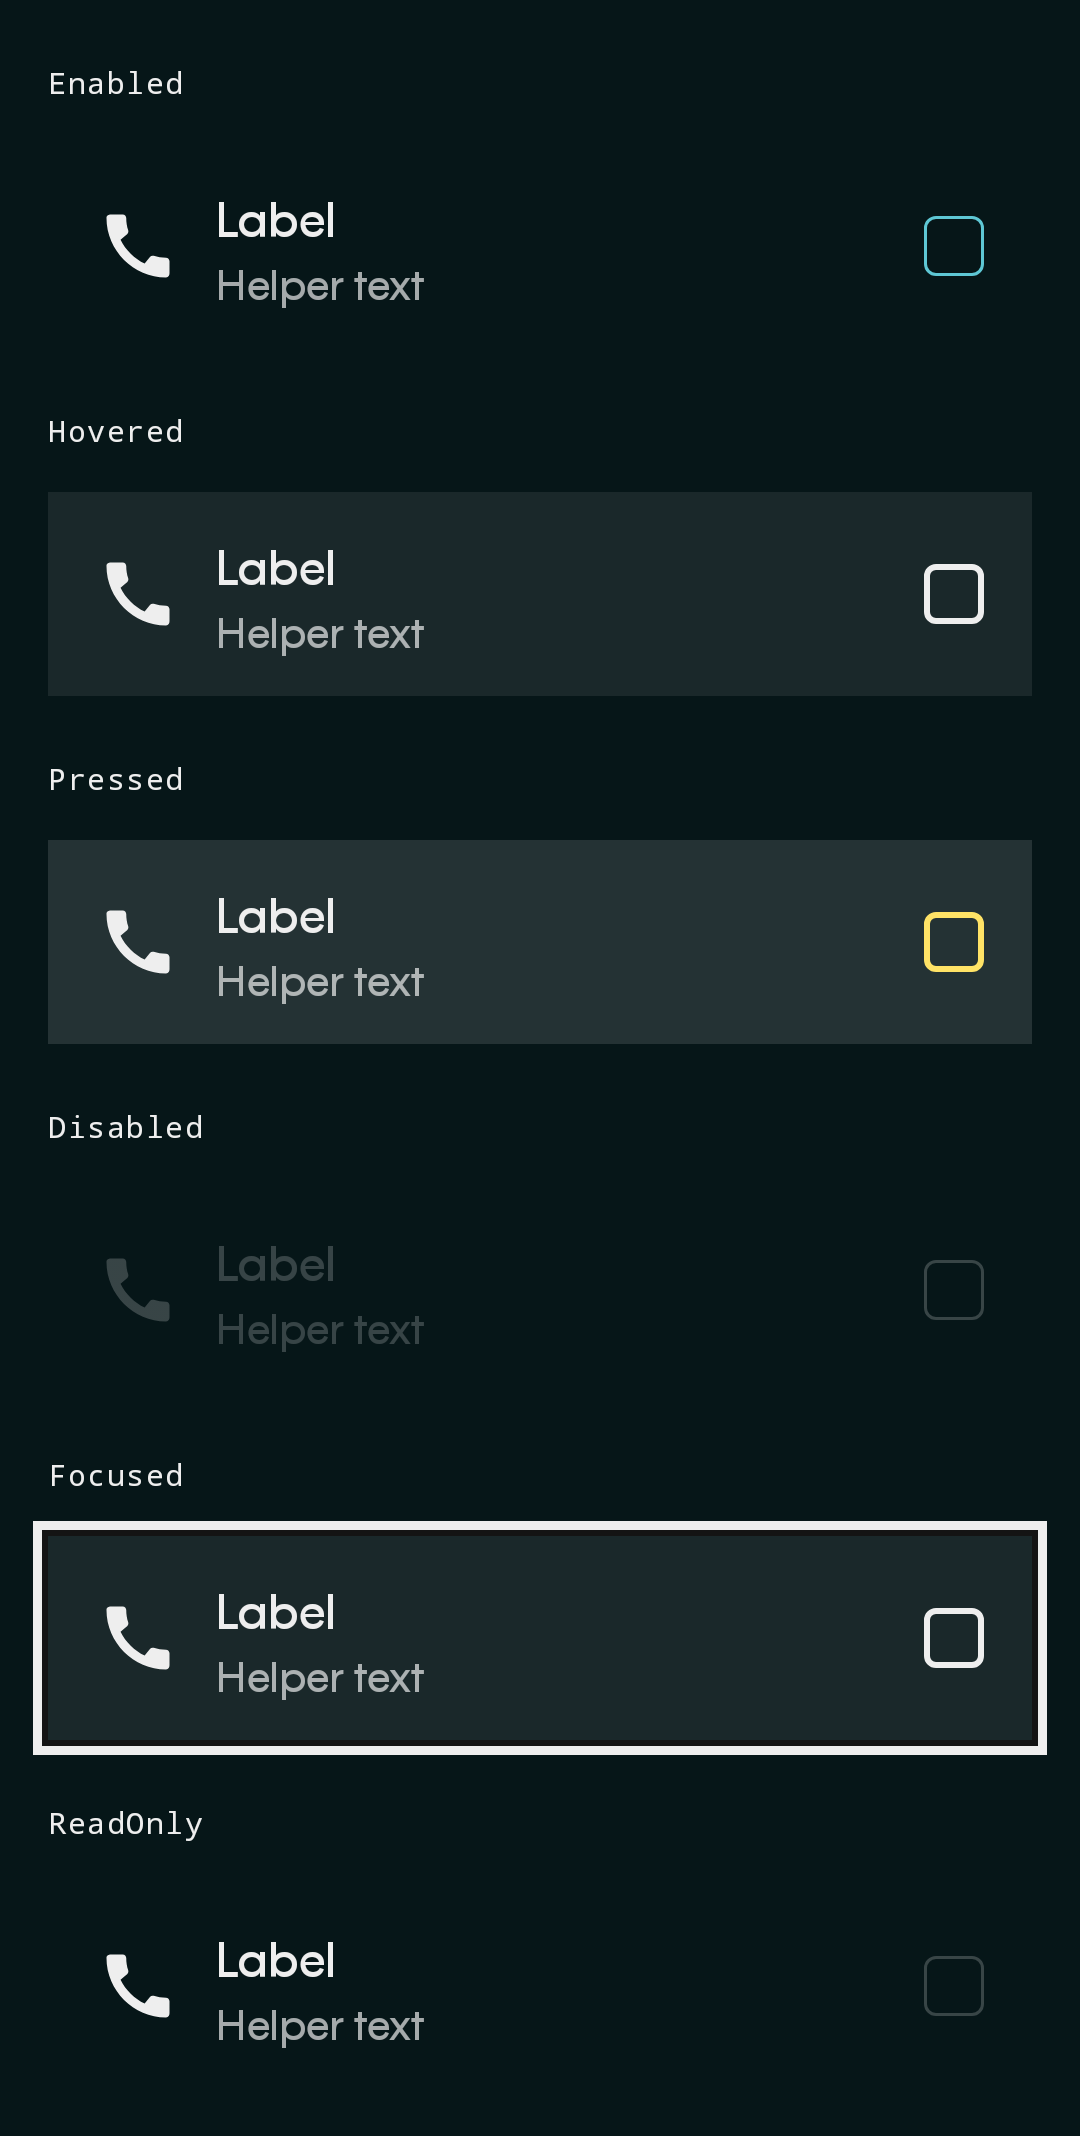 Enabled
Label
Helper text
Hovered
Label
Helper text
Pressed
Label
Helper text
Disabled
Label
Helper text
Focused
Label
Helper text
ReadOnly
Label
Helper text